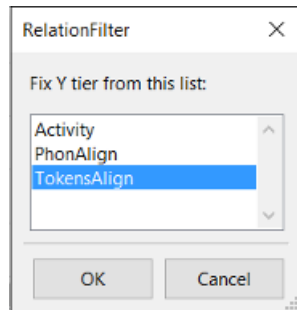 RelationFilter
Fix Y tier from this list:
Activity
PhonAlign
TokensAlign
OK
Cancel